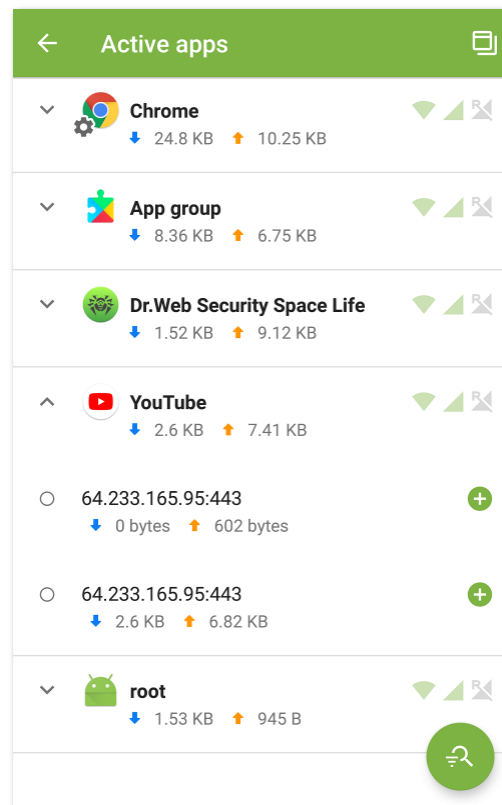 Active apps
Chrome
24.8 KB 10.25 KB
App group
8.36 KB 6.75 KB
Dr.Web Security Space Life
1.52 KB 9.12 KB
YouTube
2.6 KB 7.41 KB
64.233.165.95:443
0 bytes 602 bytes
64.233.165.95:443
2.6 KB 6.82 KB
root
1.53 KB 945 B